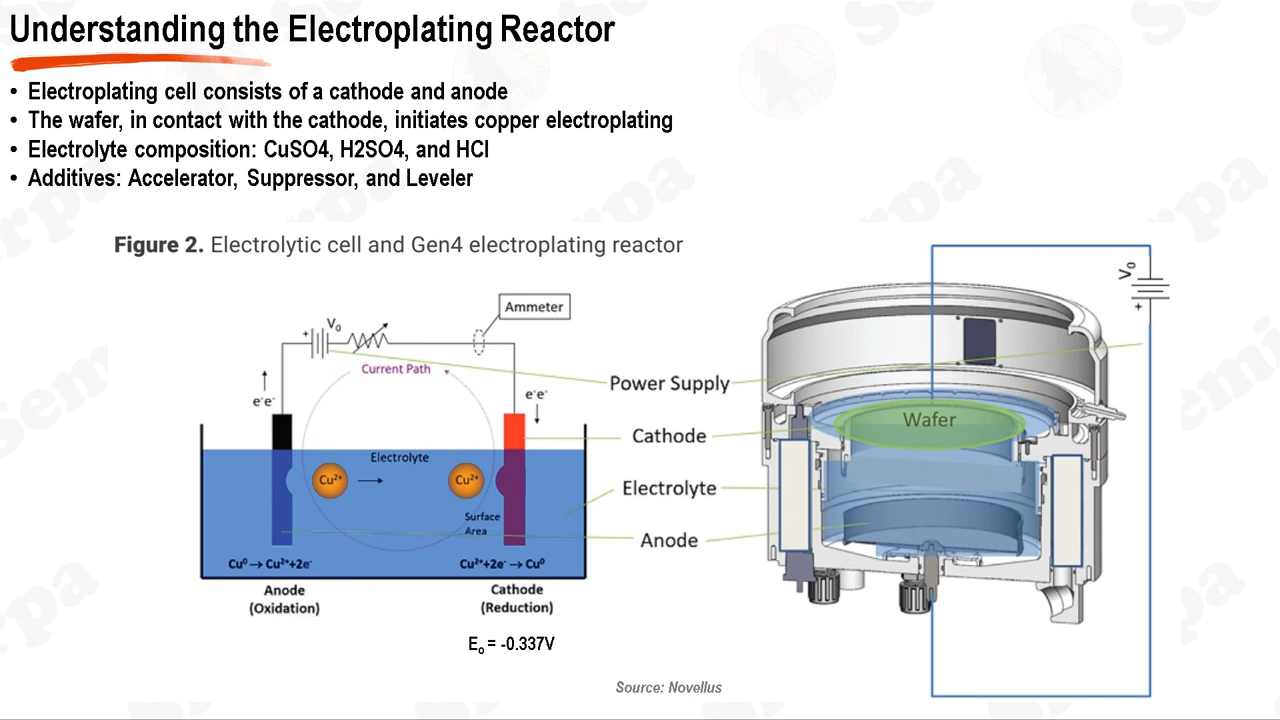 Understanding the Electroplating Reactor
• Electroplating cell consists of a cathode and anode
• The wafer, in contact with the cathode, initiates copper electroplating
• Electrolyte composition: CuSO4, H2SO4, and HCl
• Additives: Accelerator, Suppressor, and Leveler
Figure 2. Electrolytic cell and Gen4 electroplating reactor
Ammeter
+ V₀
Current Path
e⁻e⁻
e⁻e⁻
Electrolyte
Cu²⁺
Cu²⁺
Surface
Area
Cu⁰ → Cu²⁺+2e⁻
Cu²⁺+2e⁻ → Cu⁰
Anode
(Oxidation)
Cathode
(Reduction)
E₀ = -0.337V
Power Supply
Cathode
Electrolyte
Anode
Wafer
V₀
+
Source: Novellus